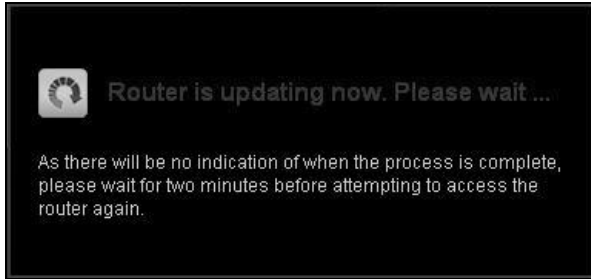 Router is updating now. Please wait ...
As there will be no indication of when the process is complete,
please wait for two minutes before attempting to access the
router again.